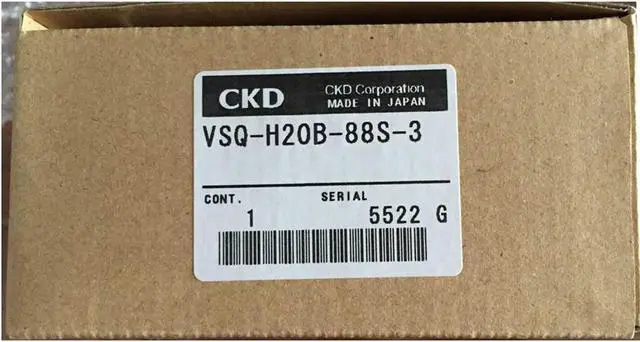 CKD
CKD Corporation
MADE IN JAPAN
VSQ-H20B-88S-3
CONT. SERIAL
1 5522 G